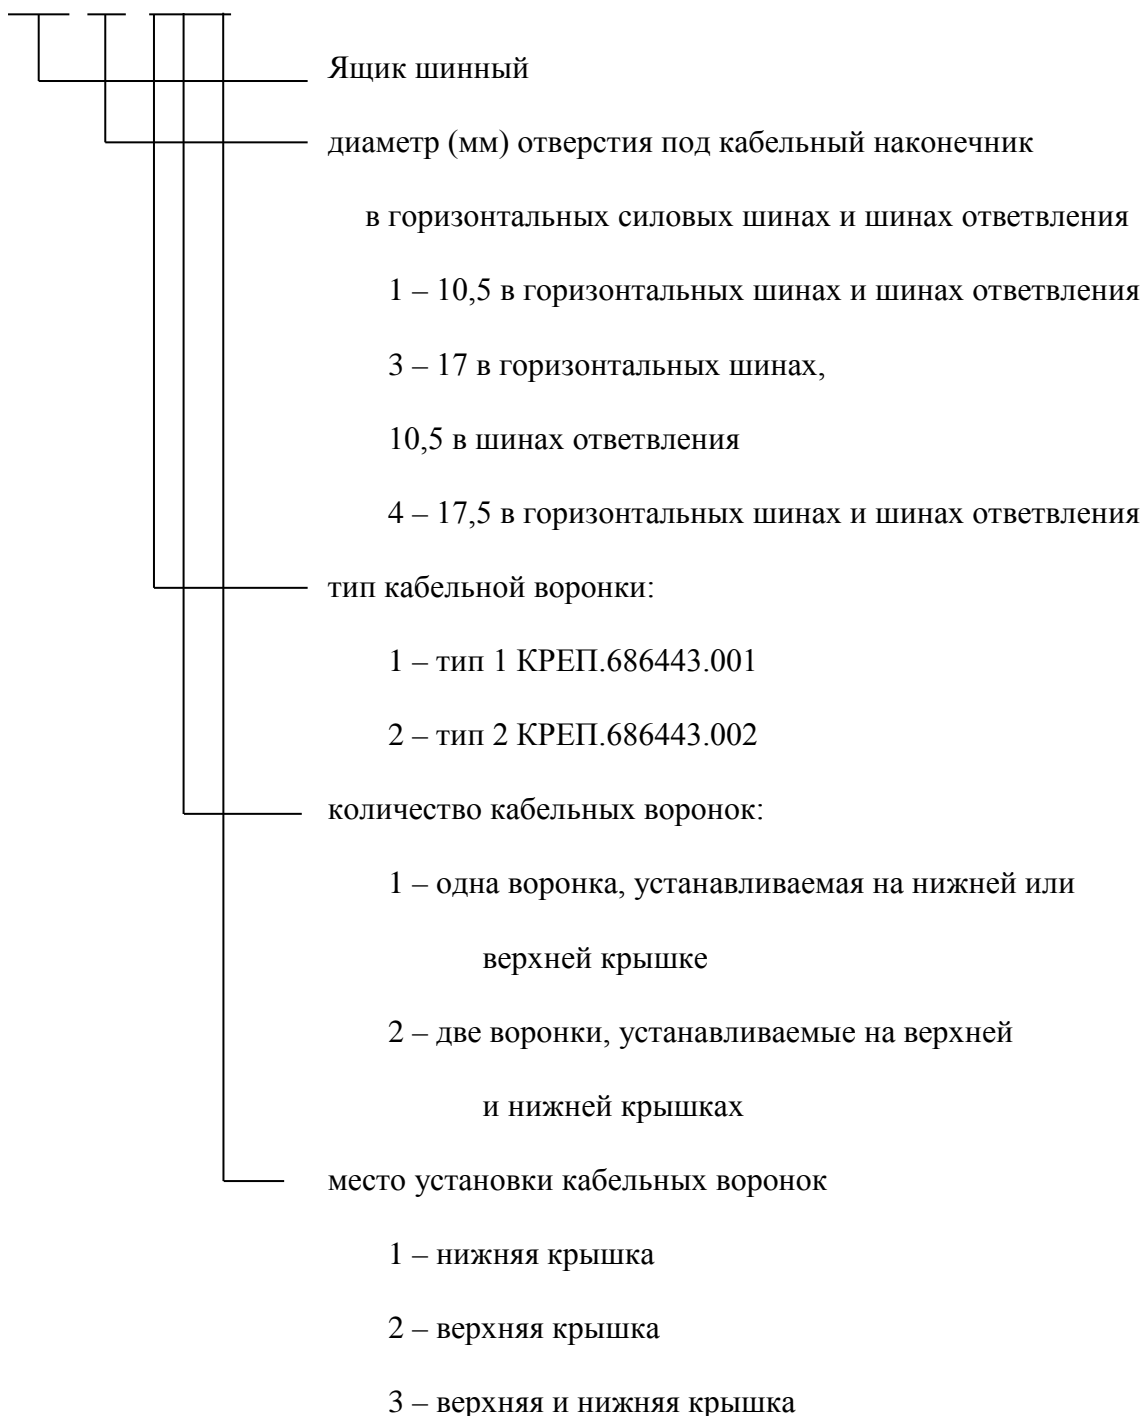 Ящик шинный
диаметр (мм) отверстия под кабельный наконечник
в горизонтальных силовых шинах и шинах ответвления
1 – 10,5 в горизонтальных шинах и шинах ответвления
3 – 17 в горизонтальных шинах,
10,5 в шинах ответвления
4 – 17,5 в горизонтальных шинах и шинах ответвления
тип кабельной воронки:
1 – тип 1 КРЕП.686443.001
2 – тип 2 КРЕП.686443.002
количество кабельных воронок:
1 – одна воронка, устанавливаемая на нижней или
верхней крышке
2 – две воронки, устанавливаемые на верхней
и нижней крышках
место установки кабельных воронок
1 – нижняя крышка
2 – верхняя крышка
3 – верхняя и нижняя крышка